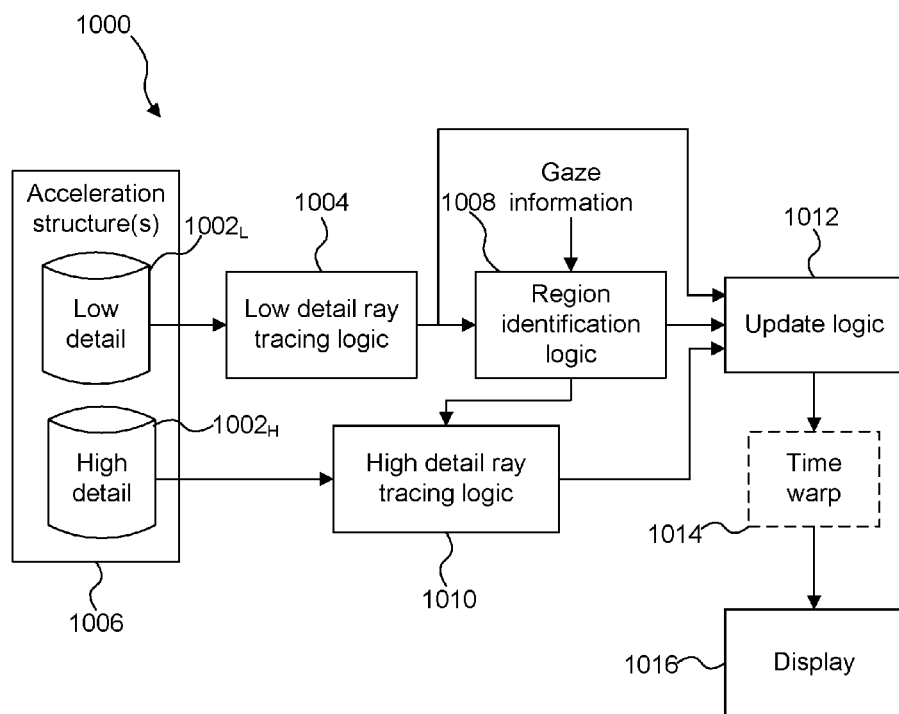 1000
Acceleration
structure(s)
1002L
Low
detail
1004
Low detail ray
tracing logic
Gaze
information
1008
Region
identification
logic
1012
Update logic
1002H
High
detail
High detail ray
tracing logic
Time
warp
1014
1006
1010
1016
Display